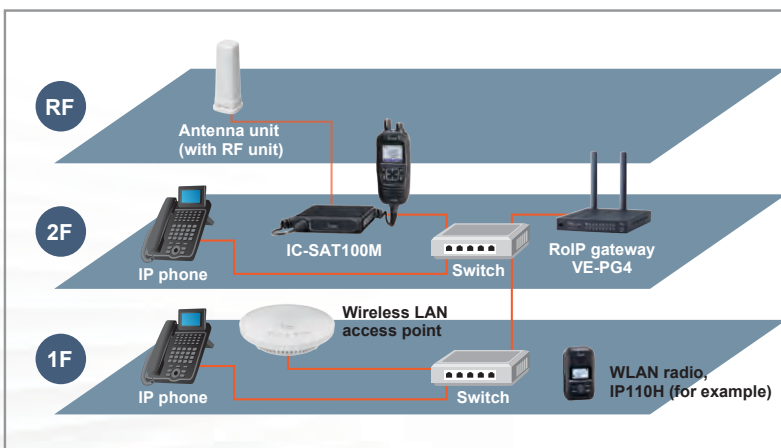 RF
Antenna unit
(with RF unit)
2F
IP phone
IC-SAT100M
Switch
RoIP gateway
VE-PG4
1F
IP phone
Wireless LAN
access point
Switch
WLAN radio,
IP110H (for example)